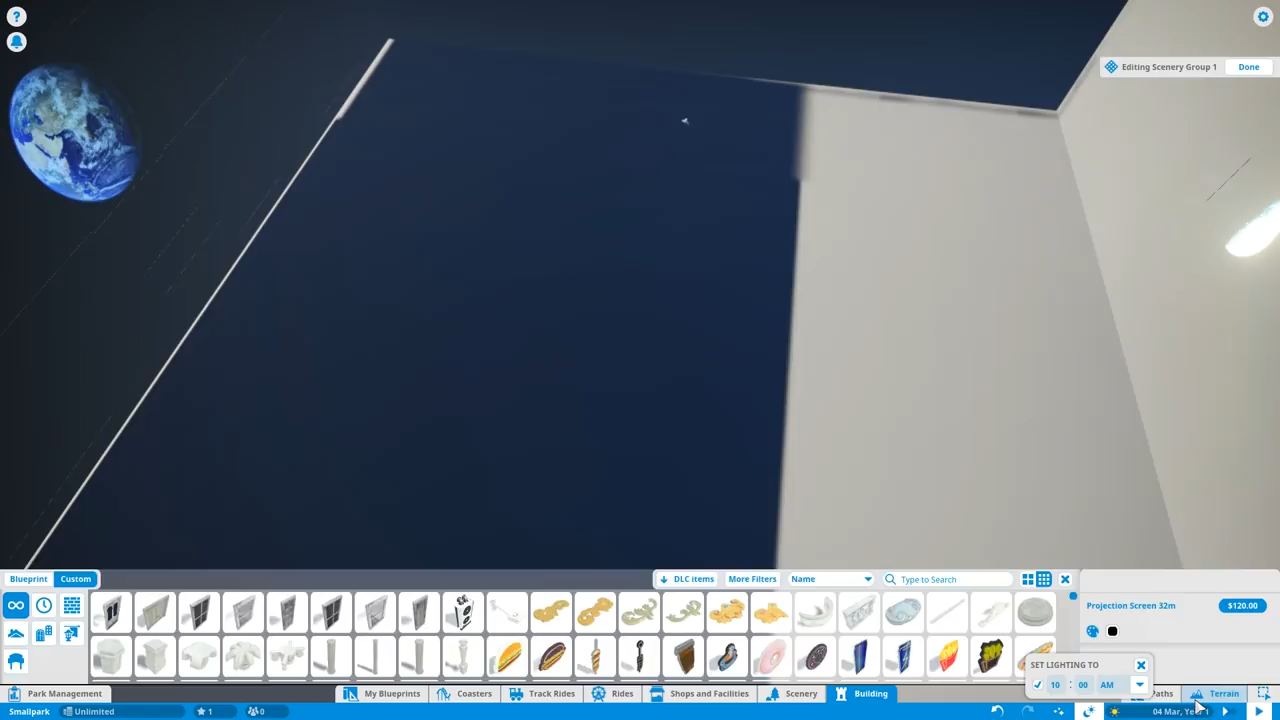 ?
Editing Scenery Group 1 Done
Blueprint Custom DLC items More Filters Name Type to Search
Projection Screen 32m $120.00
SET LIGHTING TO
10 : 00 AM
Park Management My Blueprints Coasters Track Rides Rides Shops and Facilities Scenery Building Paths Terrain
Smallpark Unlimited 1 0 04 Mar,